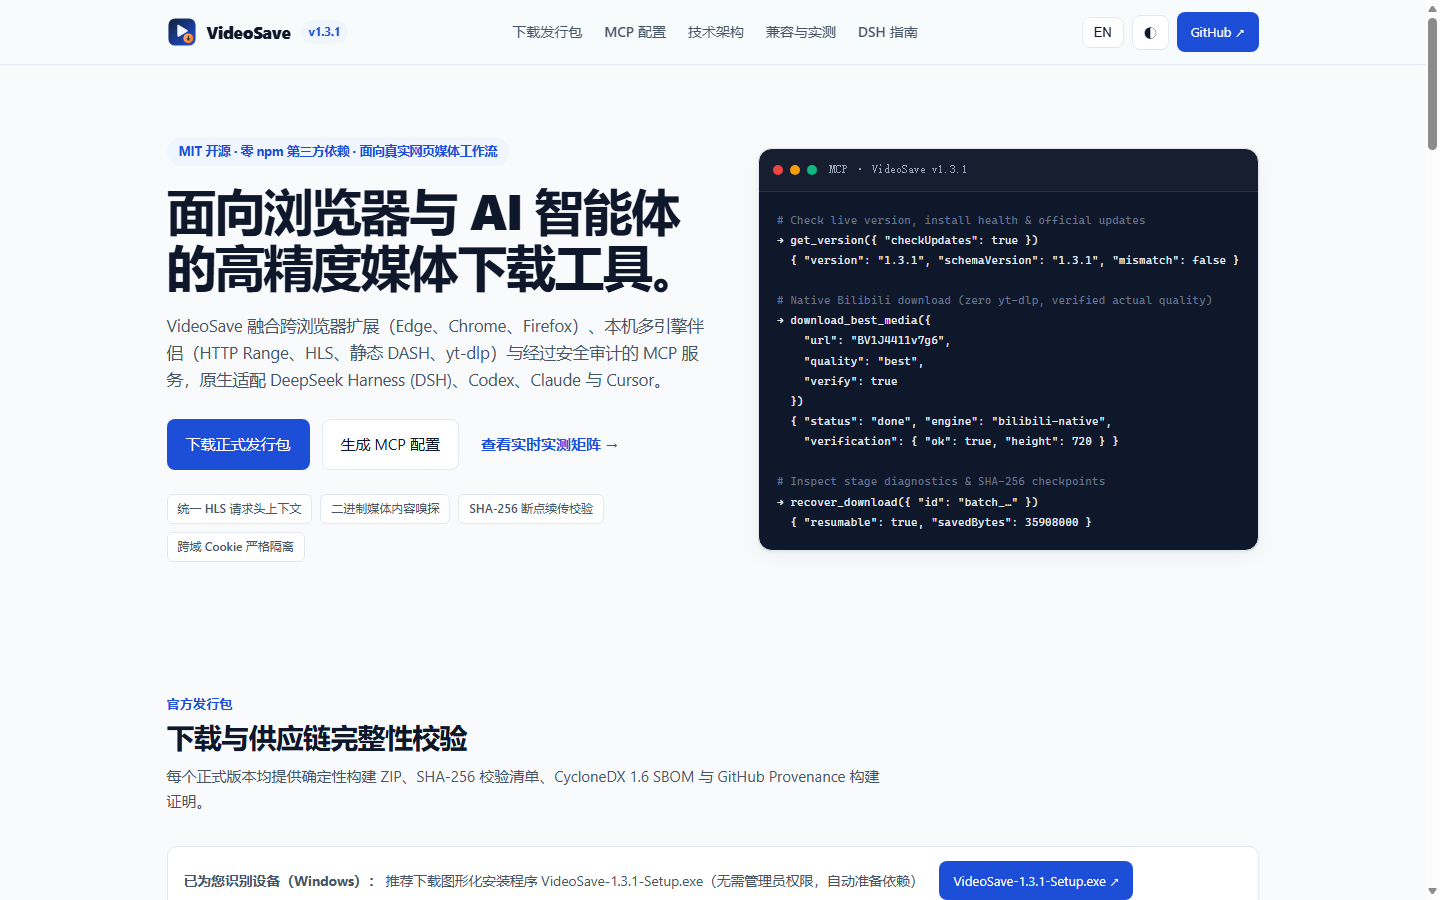 VideoSave v1.3.1
下载发行包 MCP 配置 技术架构 兼容与实测 DSH 指南
EN
GitHub ↗
MIT 开源 · 零 npm 第三方依赖 · 面向真实网页媒体工作流
面向浏览器与 AI 智能体
的高精度媒体下载工具。
VideoSave 融合跨浏览器扩展（Edge、Chrome、Firefox）、本机多引擎伴
侣（HTTP Range、HLS、静态 DASH、yt-dlp）与经过安全审计的 MCP 服
务，原生适配 DeepSeek Harness (DSH)、Codex、Claude 与 Cursor。
下载正式发行包
生成 MCP 配置
查看实时实测矩阵 →
统一 HLS 请求头上下文
二进制媒体内容嗅探
SHA-256 断点续传校验
跨域 Cookie 严格隔离
MCP · VideoSave v1.3.1
# Check live version, install health & official updates
→ get_version({ "checkUpdates": true })
{ "version": "1.3.1", "schemaVersion": "1.3.1", "mismatch": false }
# Native Bilibili download (zero yt-dlp, verified actual quality)
→ download_best_media({
"url": "BV1J4411v7g6",
"quality": "best",
"verify": true
})
{ "status": "done", "engine": "bilibili-native",
"verification": { "ok": true, "height": 720 } }
# Inspect stage diagnostics & SHA-256 checkpoints
→ recover_download({ "id": "batch_…" })
{ "resumable": true, "savedBytes": 35908000 }
官方发行包
下载与供应链完整性校验
每个正式版本均提供确定性构建 ZIP、SHA-256 校验清单、CycloneDX 1.6 SBOM 与 GitHub Provenance 构建
证明。
已为您识别设备（Windows）： 推荐下载图形化安装程序 VideoSave-1.3.1-Setup.exe（无需管理员权限，自动准备依赖）
VideoSave-1.3.1-Setup.exe ↗